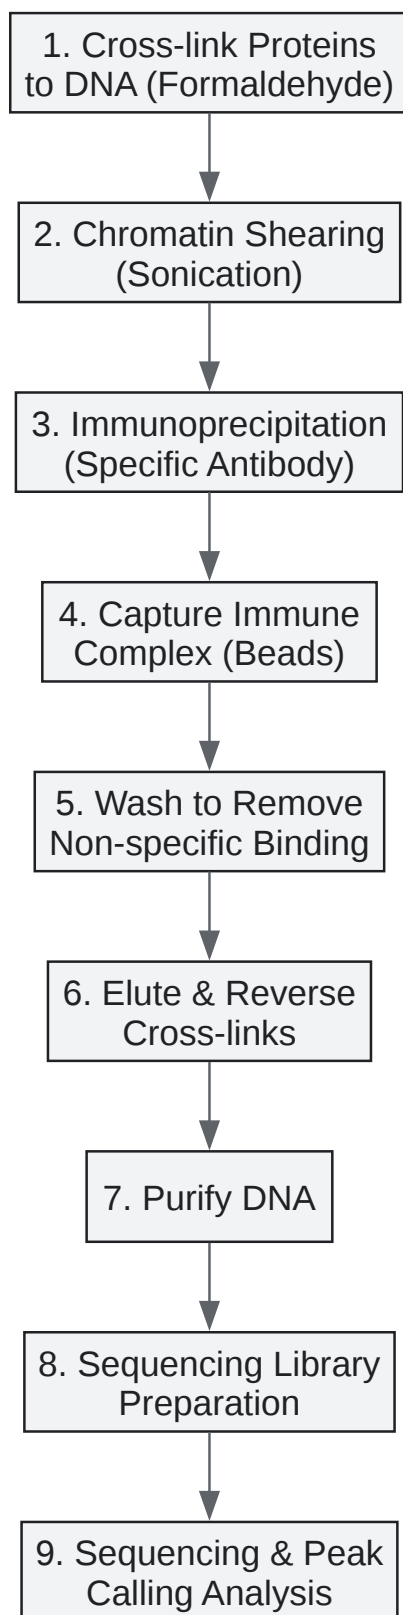 1. Cross-link Proteins
to DNA (Formaldehyde)
2. Chromatin Shearing
(Sonication)
3. Immunoprecipitation
(Specific Antibody)
4. Capture Immune
Complex (Beads)
5. Wash to Remove
Non-specific Binding
6. Elute & Reverse
Cross-links
7. Purify DNA
8. Sequencing Library
Preparation
9. Sequencing & Peak
Calling Analysis